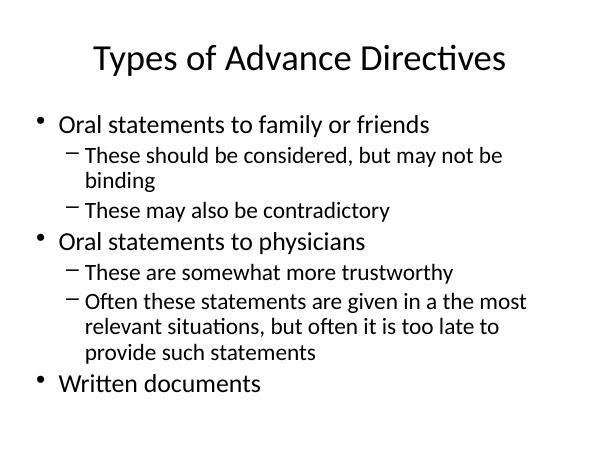 Types of Advance Directives
• Oral statements to family or friends
– These should be considered, but may not be
binding
– These may also be contradictory
• Oral statements to physicians
– These are somewhat more trustworthy
– Often these statements are given in a the most
relevant situations, but often it is too late to
provide such statements
• Written documents